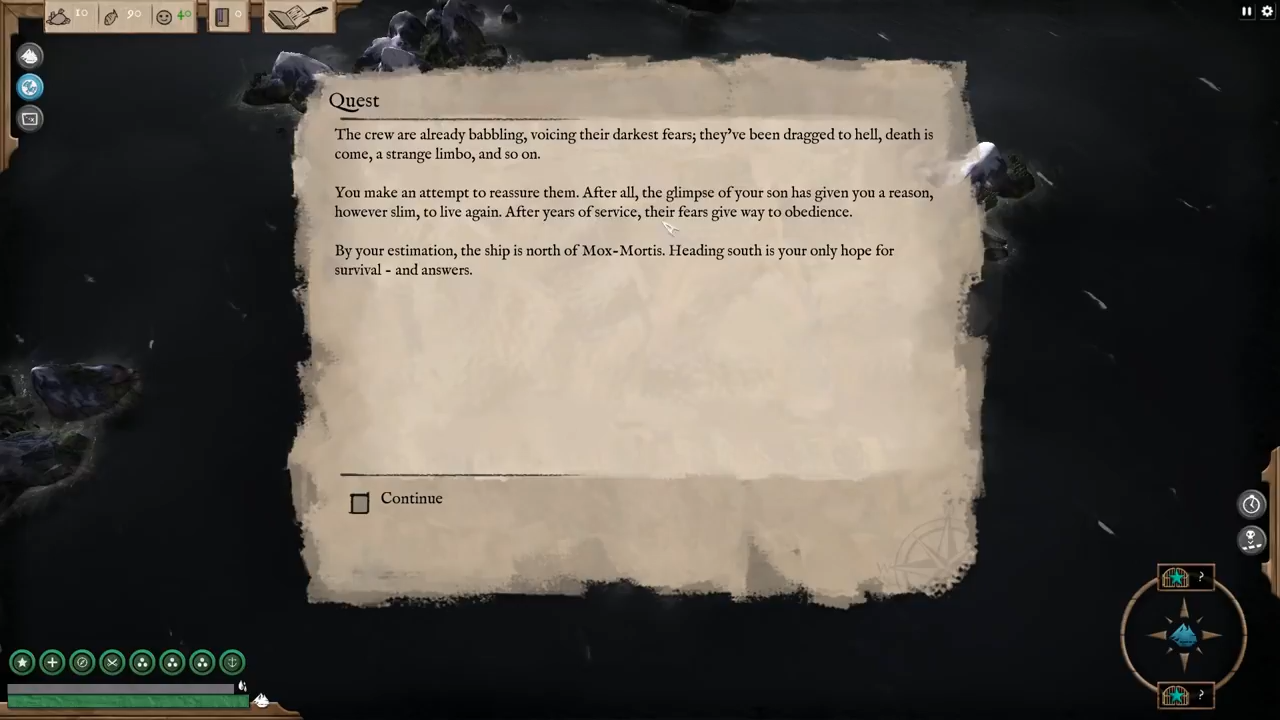 10 90 40 0
Quest
The crew are already babbling, voicing their darkest fears; they've been dragged to hell, death is
come, a strange limbo, and so on.
You make an attempt to reassure them. After all, the glimpse of your son has given you a reason,
however slim, to live again. After years of service, their fears give way to obedience.
By your estimation, the ship is north of Mox-Mortis. Heading south is your only hope for
survival - and answers.
Continue
?
?